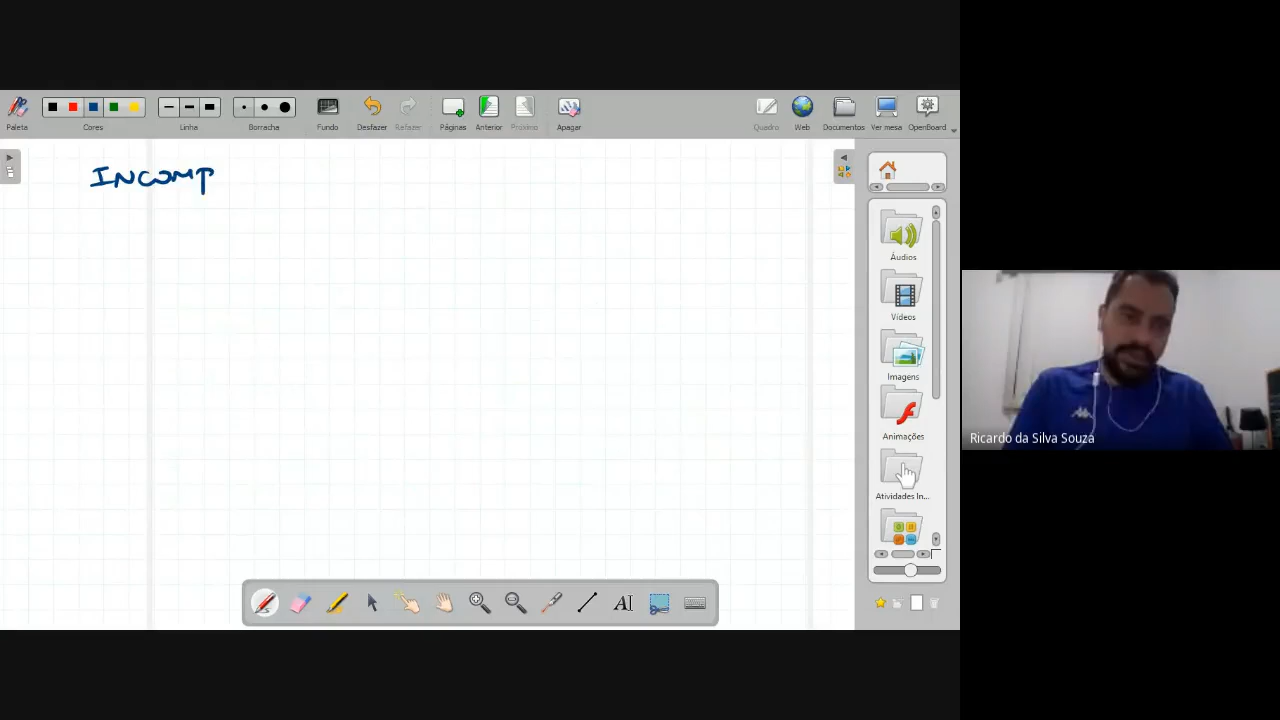 Paleta
Cores
Linha
Borracha
Fundo
Desfazer
Refazer
Páginas
Anterior
Próximo
Apagar
Quadro
Web
Documentos
Ver mesa
OpenBoard
INCOMP
Áudios
Vídeos
Imagens
Animações
Atividades In...
AI
Ricardo da Silva Souza